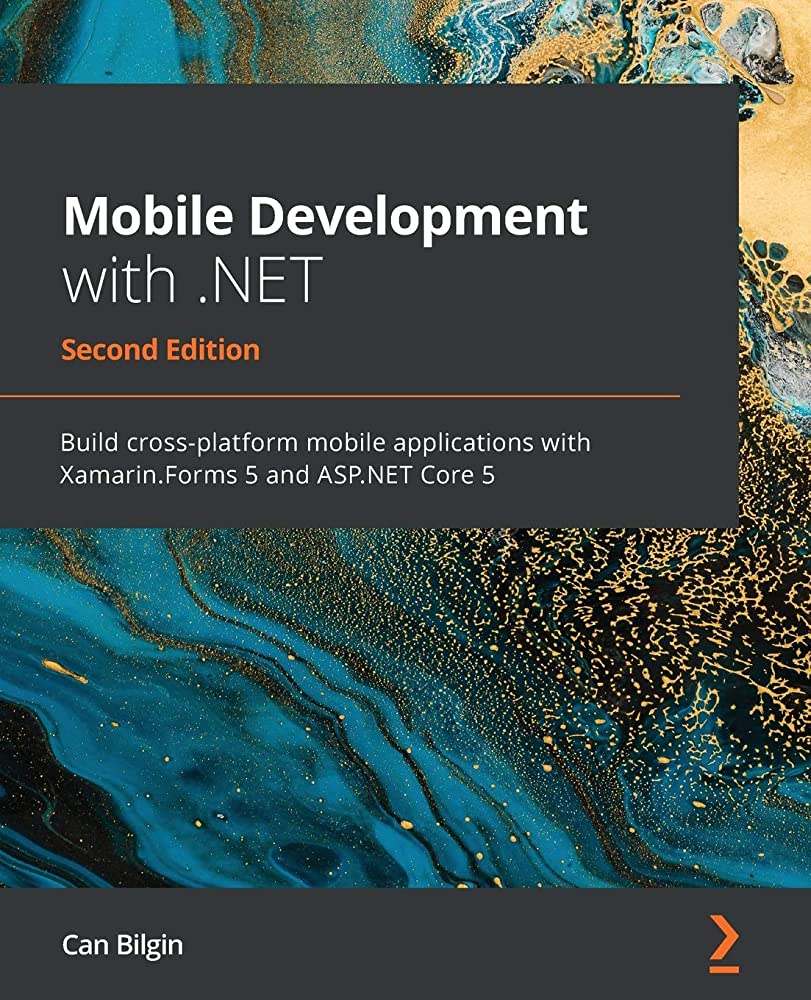 Mobile Development
with .NET
Second Edition
Build cross-platform mobile applications with
Xamarin.Forms 5 and ASP.NET Core 5
Can Bilgin